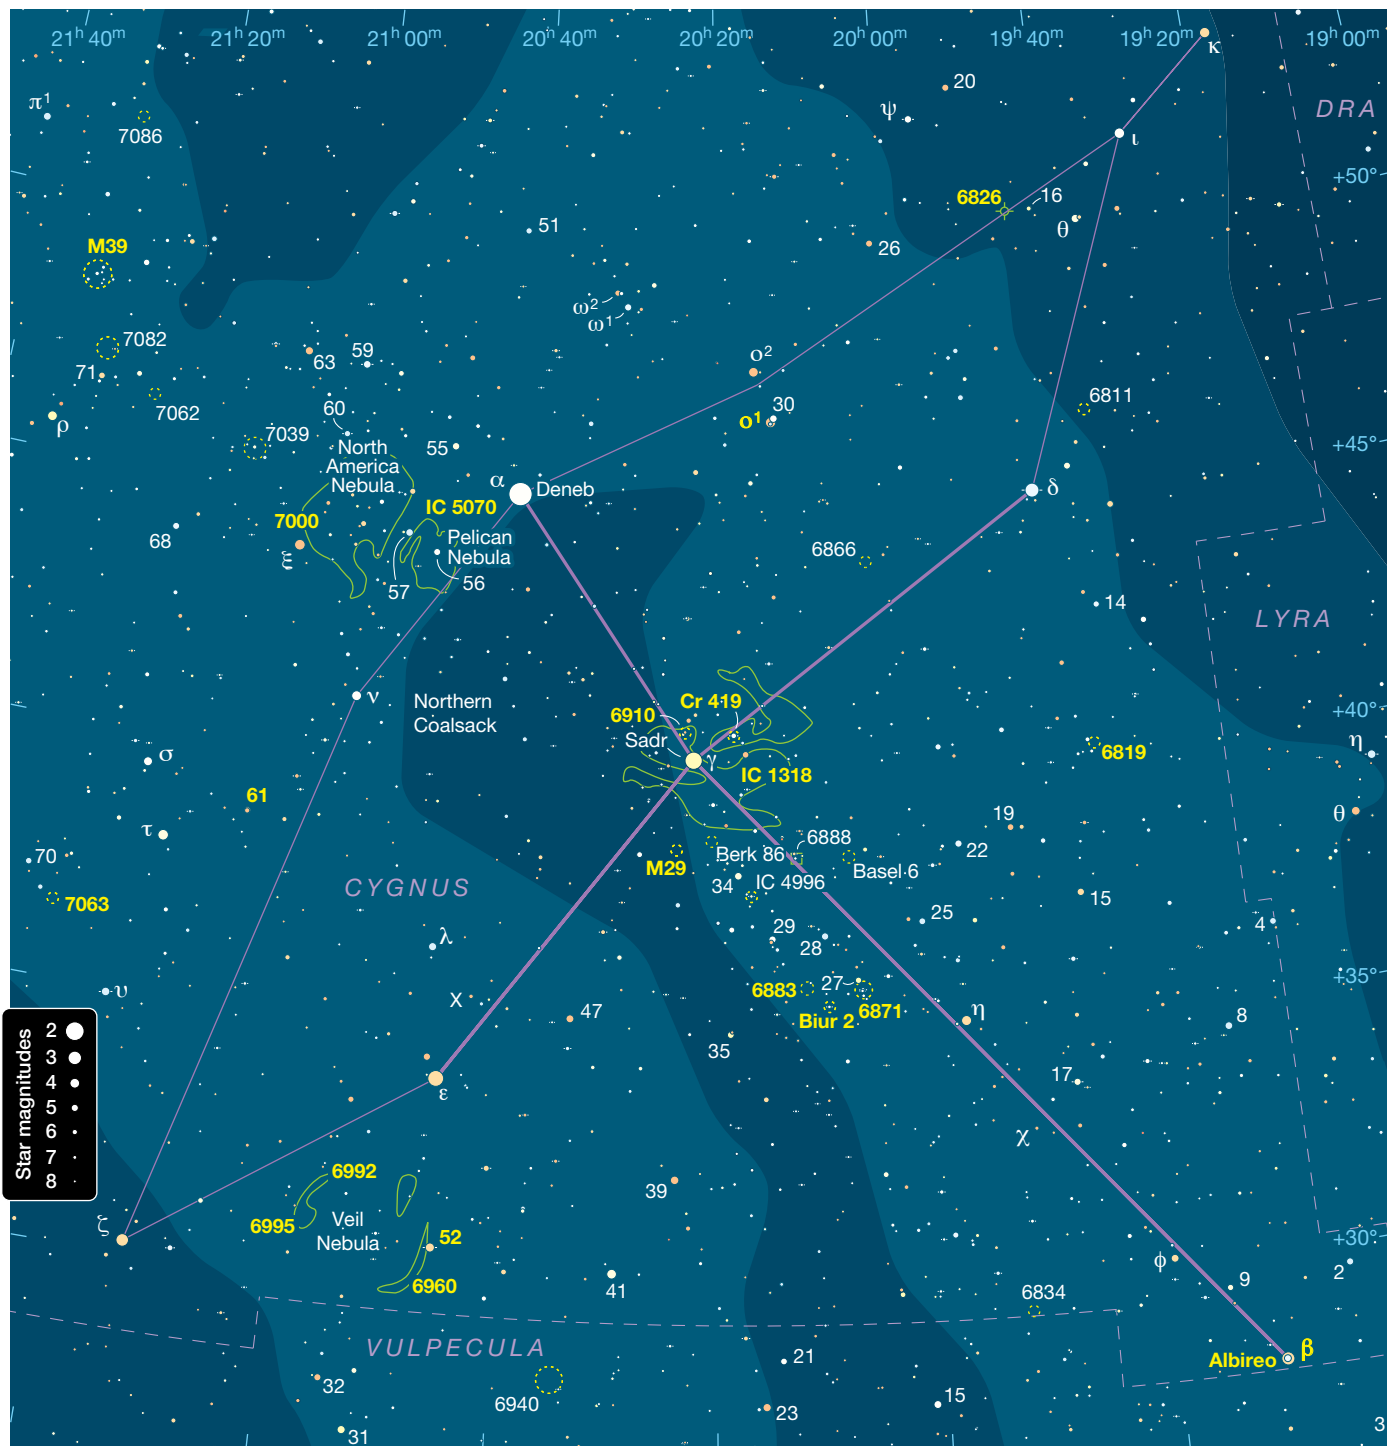 21h 40m
21h 20m
21h 00m
20h 40m
20h 20m
20h 00m
19h 40m
19h 20m
19h 00m
κ
π1
7086
ψ
20
DRA
ι
+50°
6826
16
θ
51
26
M39
ω2
ω1
7082
63
59
ο2
71
7062
60
30
ο1
6811
ρ
7039
55
+45°
North
America
Nebula
α
Deneb
δ
IC 5070
7000
68
ξ
Pelican
Nebula
57
56
6866
14
LYRA
ν
Northern
Coalsack
Cr 419
6910
Sadr
γ
IC 1318
+40°
η
6819
σ
61
θ
τ
19
70
7063
6888
Berk 86
M29
22
Basel 6
34
IC 4996
15
CYGNUS
29
28
25
4
λ
+35°
υ
X
27
6883
6871
Biur 2
η
47
35
8
Star magnitudes
2
3
4
5
6
7
8
17
ε
χ
6992
39
6995
Veil
Nebula
52
6960
ζ
41
+30°
φ
2
9
6834
VULPECULA
Albireo
β
21
32
6940
23
15
31
3